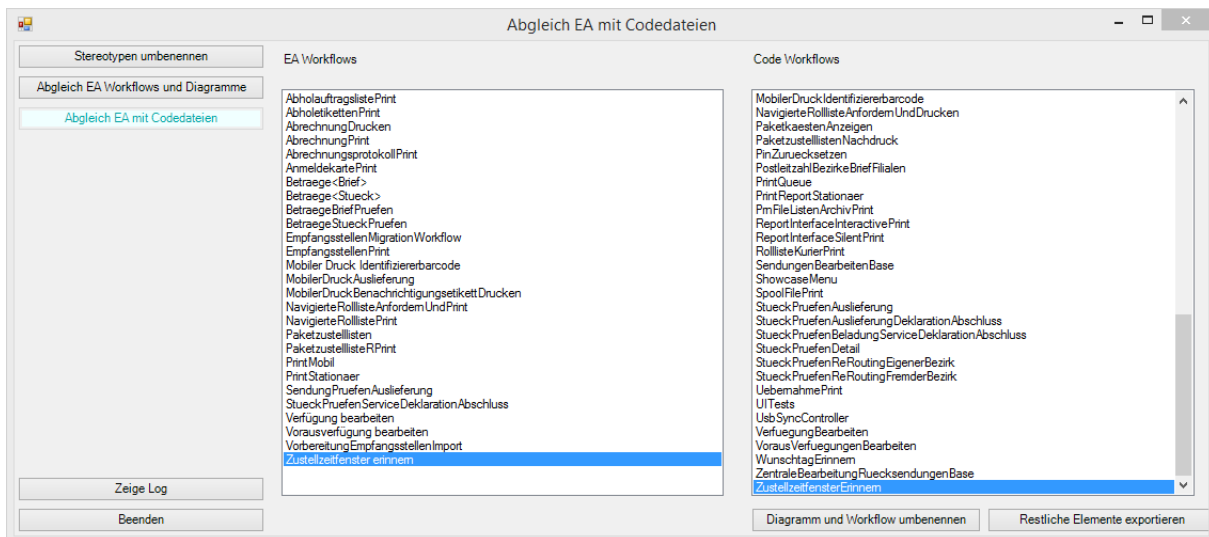 Abgleich EA mit Codedateien
Stereotypen umbenennen
Abgleich EA Workflows und Diagramme
Abgleich EA mit Codedateien
Zeige Log
Beenden
EA Workflows
AbholauftragslistePrint
AbholetikettenPrint
AbrechnungDrucken
AbrechnungPrint
AbrechnungsprotokollPrint
AnmeldekartePrint
Betraege<Brief>
Betraege<Stueck>
BetraegeBriefPruefen
BetraegeStueckPruefen
EmpfangsstellenMigrationWorkflow
EmpfangsstellenPrint
Mobiler Druck Identifiziererbarcode
MobilerDruckAuslieferung
MobilerDruckBenachrichtigungsetikettDrucken
NavigierteRolllisteAnfordernUndPrint
NavigierteRolllistePrint
Paketzustelllisten
PaketzustelllisteRPrint
PrintMobil
PrintStationaer
SendungPruefenAuslieferung
StueckPruefenServiceDeklarationAbschluss
Verfügung bearbeiten
Vorausverfügung bearbeiten
VorbereitungEmpfangsstellenImport
Zustellzeitfenster erinnern
Code Workflows
MobilerDruckIdentifiziererbarcode
NavigierteRolllisteAnfordernUndDrucken
PaketkaestenAnzeigen
PaketzustelllistenNachdruck
PinZuruecksetzen
PostleitzahlBezirkeBriefFilialen
PrintQueue
PrintReportStationaer
PrnFileListenArchivPrint
ReportInterfaceInteractivePrint
ReportInterfaceSilentPrint
RolllisteKurierPrint
SendungenBearbeitenBase
ShowcaseMenu
SpoolFilePrint
StueckPruefenAuslieferung
StueckPruefenAuslieferungDeklarationAbschluss
StueckPruefenBeladungServiceDeklarationAbschluss
StueckPruefenDetail
StueckPruefenReRoutingEigenerBezirk
StueckPruefenReRoutingFremderBezirk
UebernahmePrint
UITests
UsbSyncController
VerfuegungBearbeiten
VorausVerfuegungenBearbeiten
WunschtagErinnern
ZentraleBearbeitungRuecksendungenBase
ZustellzeitfensterErinnern
Diagramm und Workflow umbenennen
Restliche Elemente exportieren